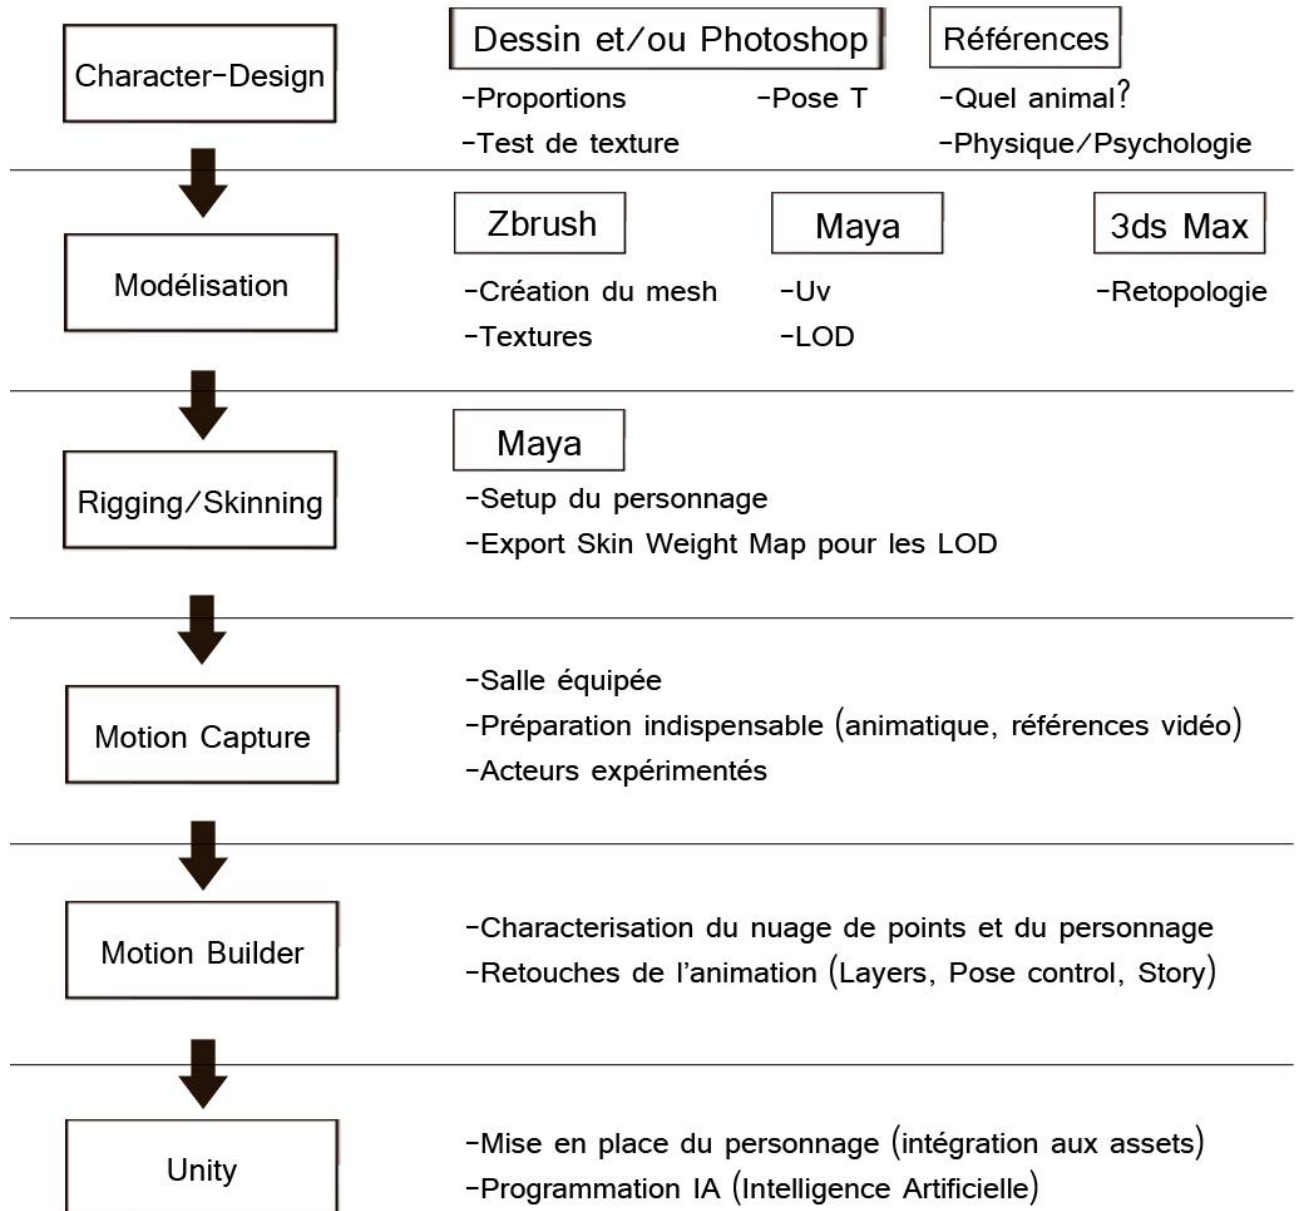 Character-Design
Dessin et/ou Photoshop
Références
-Proportions
-Pose T
-Quel animal?
-Test de texture
-Physique/Psychologie
Modélisation
Zbrush
Maya
3ds Max
-Création du mesh
-Uv
-Retopologie
-Textures
-LOD
Rigging/Skinning
Maya
-Setup du personnage
-Export Skin Weight Map pour les LOD
Motion Capture
-Salle équipée
-Préparation indispensable (animatique, références vidéo)
-Acteurs expérimentés
Motion Builder
-Characterisation du nuage de points et du personnage
-Retouches de l'animation (Layers, Pose control, Story)
Unity
-Mise en place du personnage (intégration aux assets)
-Programmation IA (Intelligence Artificielle)